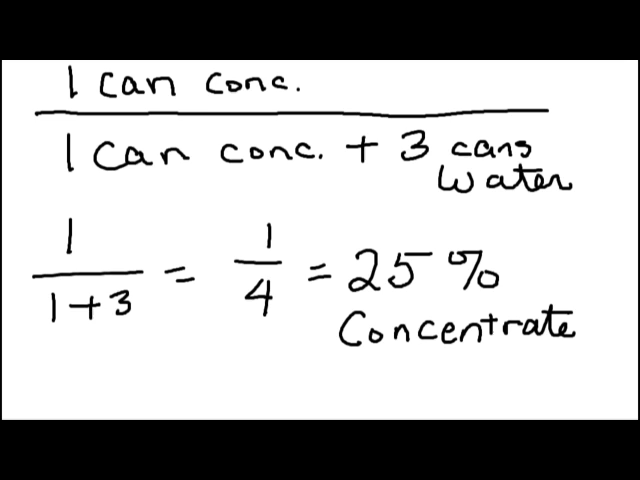 1 can conc.
1 can conc. + 3 cans
water
1/(1+3) = 1/4 = 25%
Concentrate